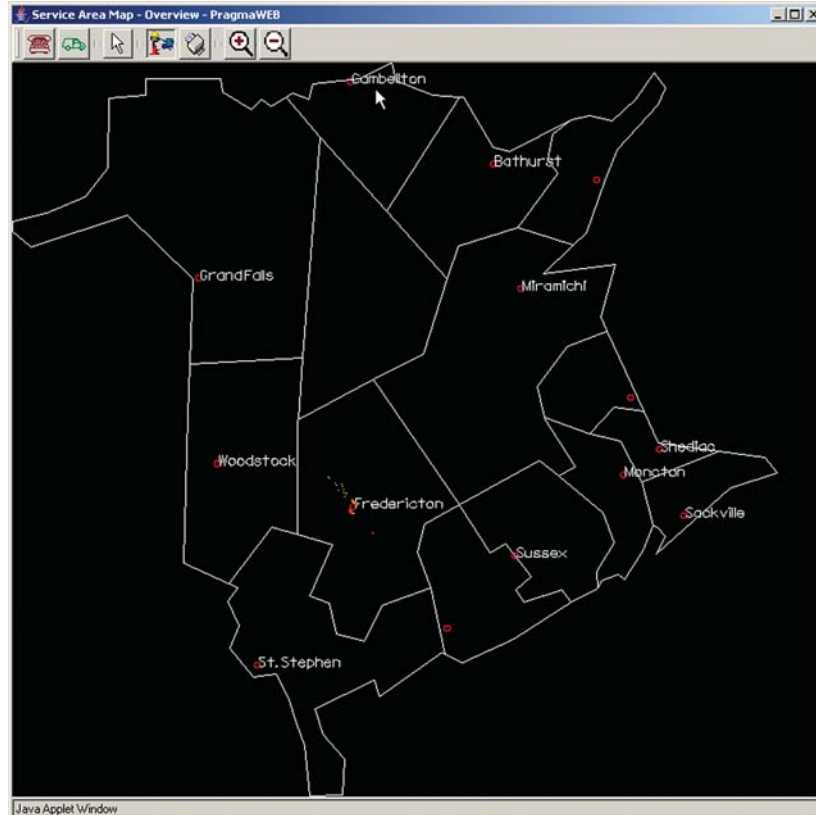 Service Area Map - Overview - PragmaWEB
Cambellton
Bathurst
GrandFalls
Miramichi
Shediac
Woodstock
Moncton
Fredericton
Sackville
Sussex
St.Stephen
Java Applet Window